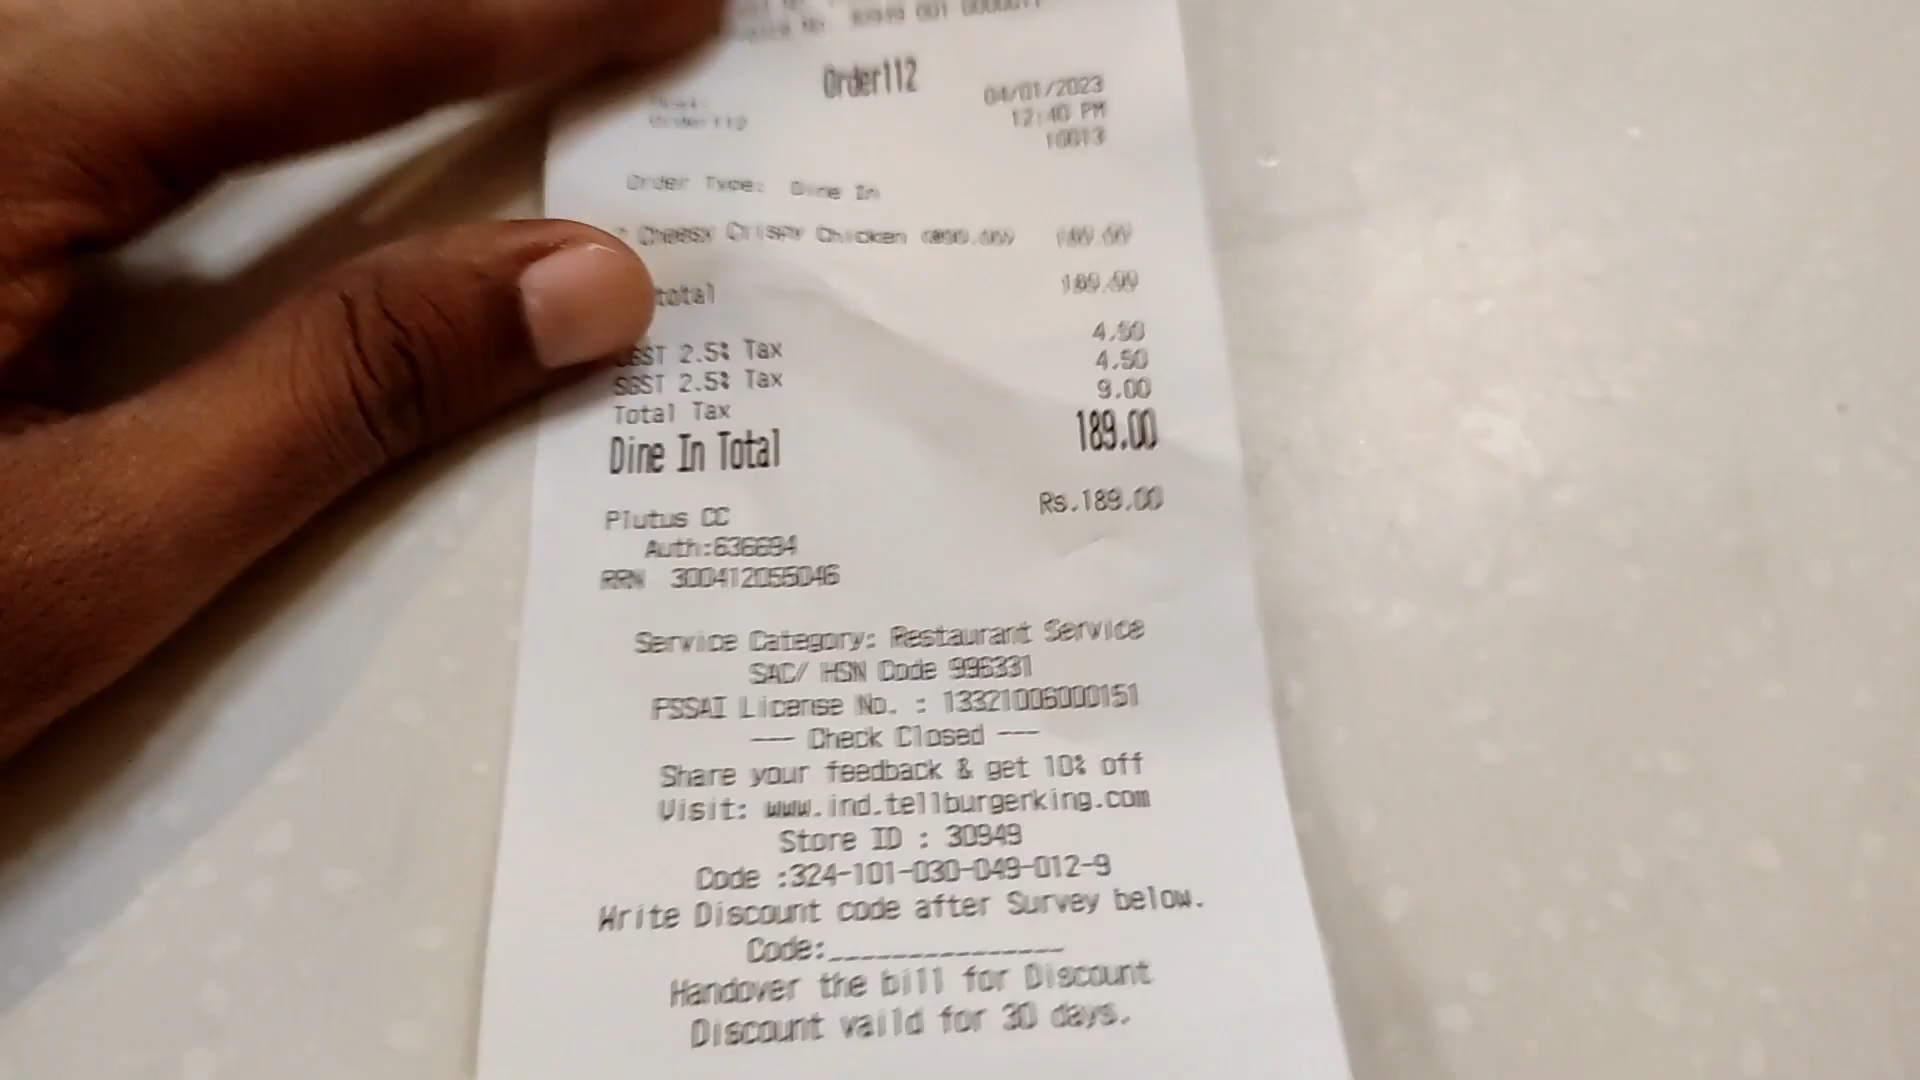 Order112
04/01/2023
Order112 12:40 PM
10013
Order Type: Dine In
Cheesy Crispy Chicken
total
CGST 2.5% Tax 4.50
SGST 2.5% Tax 4.50
Total Tax 9.00
Dine In Total 189.00
Plutus CC Rs.189.00
Auth:636694
RRN 300412055046
Service Category: Restaurant Service
SAC/ HSN Code 996331
FSSAI License No. : 13321006000151
--- Check Closed ---
Share your feedback & get 10% off
Visit: www.ind.tellburgerking.com
Store ID : 30949
Code :324-101-030-049-012-9
Write Discount code after Survey below.
Code:_______________
Handover the bill for Discount
Discount vaild for 30 days.